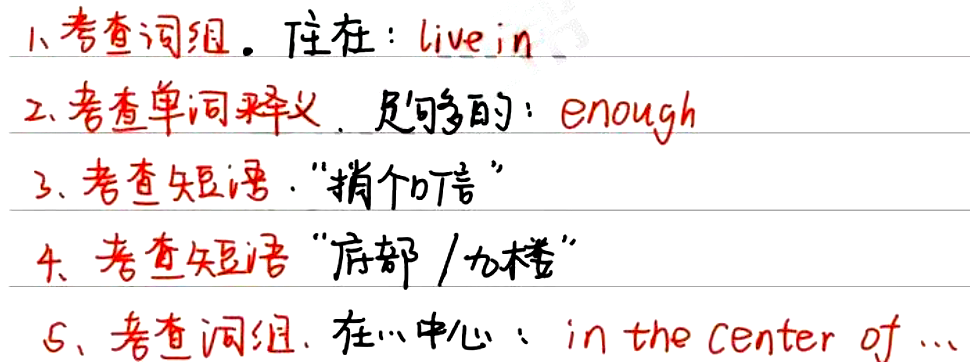 1、考查词组。住在：live in
2、考查单词释义．足够多的：enough
3、考查短语．“捎个口信”
4、考查短语“底部/九楼”
5、考查词组．在…中心：in the center of …